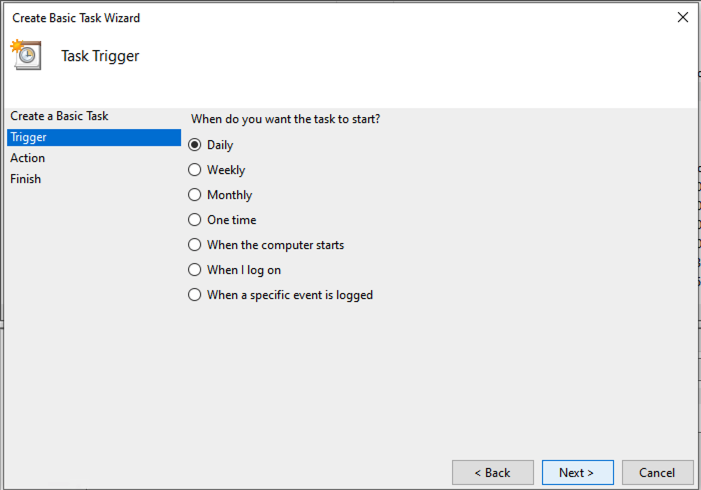 Create Basic Task Wizard
Task Trigger
Create a Basic Task
Trigger
Action
Finish
When do you want the task to start?
Daily
Weekly
Monthly
One time
When the computer starts
When I log on
When a specific event is logged
< Back
Next >
Cancel